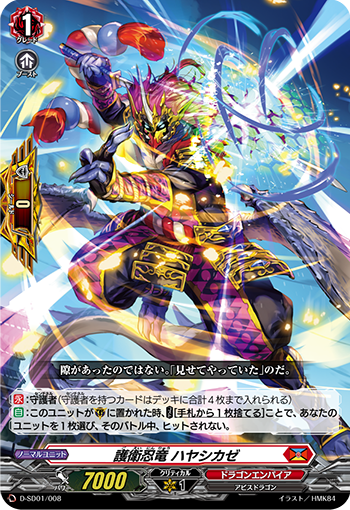 1
グレード
ブースト
シールド
0
隙があったのではない。「見せてやっていた」のだ。
永:守護者(守護者を持つカードはデッキに合計4枚まで入れられる)
自:このユニットが(G)に置かれた時、【手札から1枚捨てる】ことで、あなたの
ユニットを1枚選び、そのバトル中、ヒットされない。
ノーマルユニット
護衛忍竜 ハヤシカゼ
パワー 7000
クリティカル
1
ドラゴンエンパイア
アビスドラゴン
D-SD01/008
イラスト/HMK84